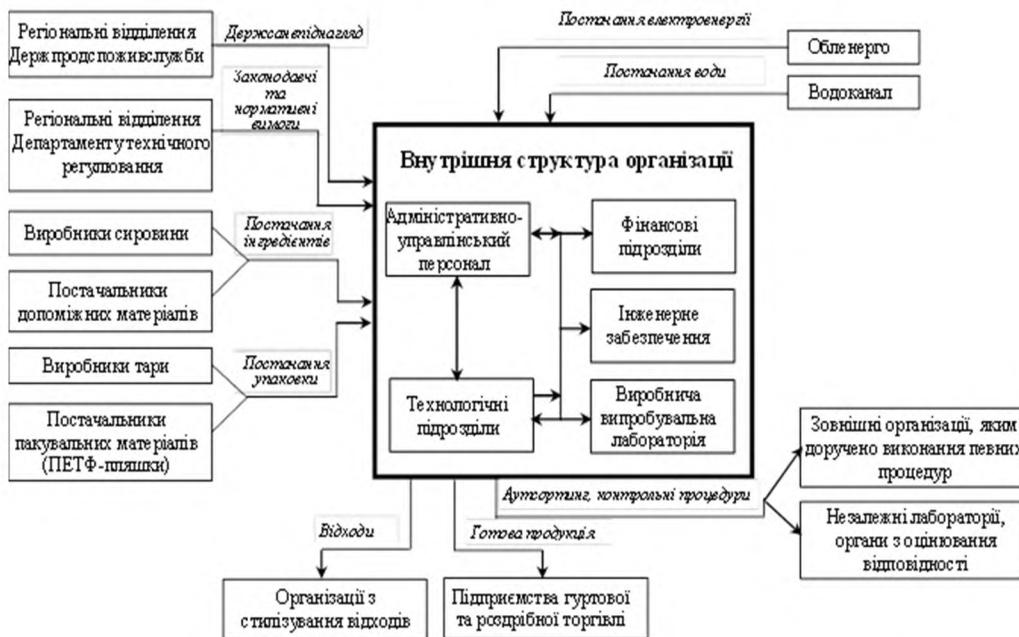 Регіональні відділення
Держпродспоживслужби
Держсанепіднагляд
Постачання електроенергії
Обленерго
Постачання води
Водоканал
Законодавчі
та
нормативні
вимоги
Регіональні відділення
Департаменту технічного
регулювання
Внутрішня структура організації
Адміністративно-
управлінський
персонал
Фінансові
підрозділи
Виробники сировини
Постачання
інгредієнтів
Постачальники
допоміжних матеріалів
Інженерне
забезпечення
Виробники тари
Постачання
упаковки
Технологічні
підрозділи
Виробнича
випробувальна
лабораторія
Постачальники
пакувальних матеріалів
(ПЕТФ-пляшки)
Зовнішні організації, яким
доручено виконання певних
процедур
Аутсортинг, контрольні процедури
Незалежні лабораторії,
органи з оцінювання
відповідності
Відходи
Готова продукція
Організації з
стилізування відходів
Підприємства гуртової
та роздрібної торгівлі